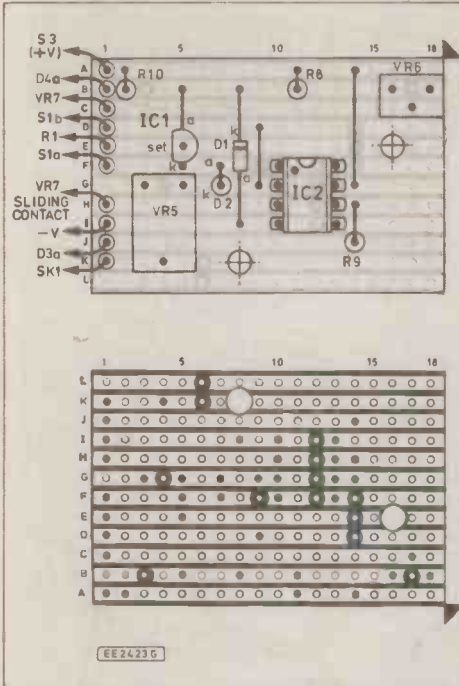 1 5 10 15 18
S3
(+V)
D4a
VR7
S1b
R1
S1a
VR7
SLIDING
CONTACT
-V
D3a
SK1
A
B
C
D
E
F
G
H
I
J
K
L
R10
R8
VR6
IC1
set
a
k
D1
k
a
a
k
D2
IC2
VR5
R9
1 5 10 15 18
L
K
J
I
H
G
F
E
D
C
B
A
EE2423G